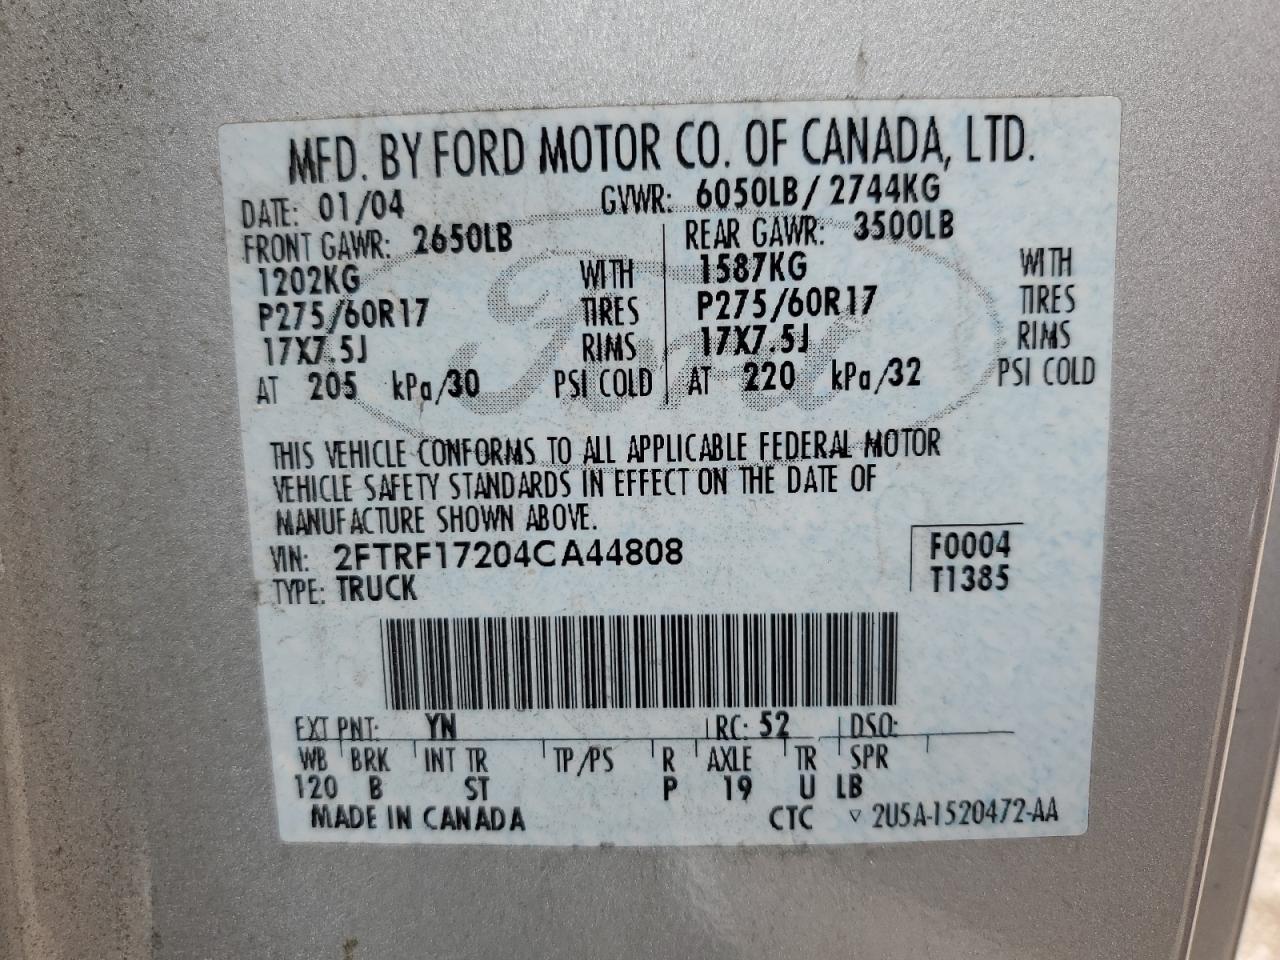 MFD. BY FORD MOTOR CO. OF CANADA, LTD.
DATE: 01/04 GVWR: 6050LB/ 2744KG
FRONT GAWR: 2650LB REAR GAWR: 3500LB
1202KG WITH 1587KG WITH
P275/60R17 TIRES P275/60R17 TIRES
17X7.5J RIMS 17X7.5J RIMS
AT 205 kPa/30 PSI COLD AT 220 kPa/32 PSI COLD
Ford
THIS VEHICLE CONFORMS TO ALL APPLICABLE FEDERAL MOTOR
VEHICLE SAFETY STANDARDS IN EFFECT ON THE DATE OF
MANUFACTURE SHOWN ABOVE.
VIN: 2FTRF17204CA44808 F0004
TYPE: TRUCK T1385
EXT PNT: YN RC: 52 DSO:
WB BRK INT TR TP/PS R AXLE TR SPR
120 B ST P 19 U LB
MADE IN CANADA CTC ▽ 2U5A-1520472-AA